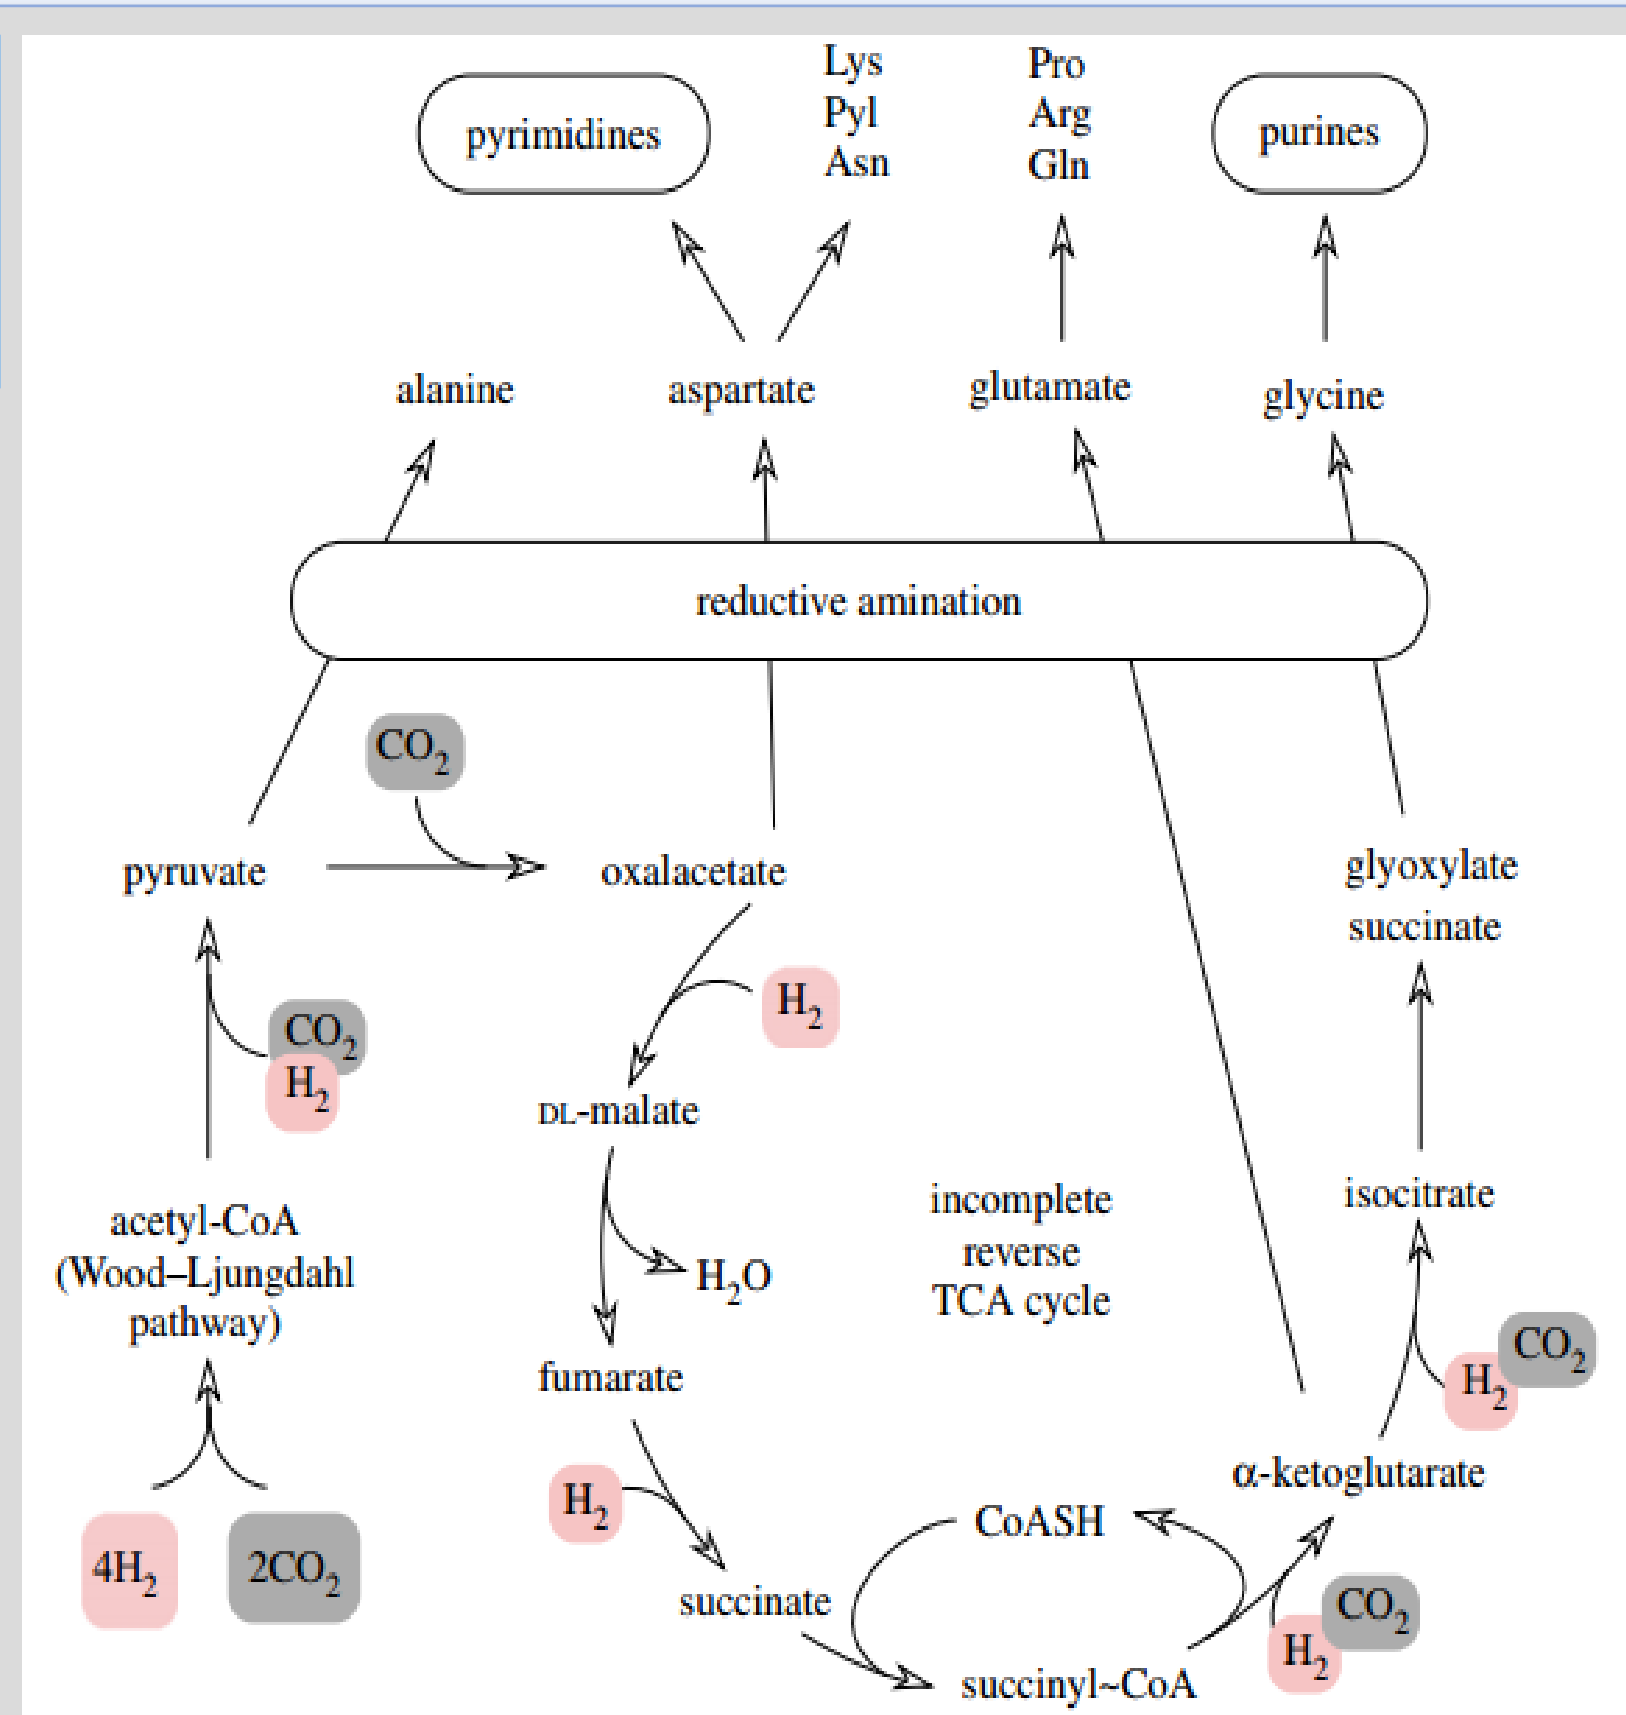 Lys
Pyl
Asn
Pro
Arg
Gln
pyrimidines
purines
alanine
aspartate
glutamate
glycine
reductive amination
CO₂
pyruvate
oxalacetate
glyoxylate
succinate
CO₂
H₂
H₂
DL-malate
acetyl-CoA
(Wood–Ljungdahl
pathway)
H₂O
incomplete
reverse
TCA cycle
isocitrate
fumarate
H₂
CO₂
α-ketoglutarate
4H₂
2CO₂
H₂
CoASH
succinate
CO₂
H₂
succinyl~CoA